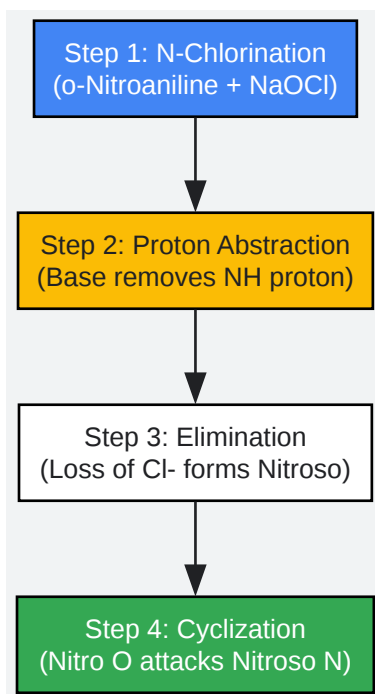 Step 1: N-Chlorination
(o-Nitroaniline + NaOCl)
Step 2: Proton Abstraction
(Base removes NH proton)
Step 3: Elimination
(Loss of Cl- forms Nitroso)
Step 4: Cyclization
(Nitro O attacks Nitroso N)